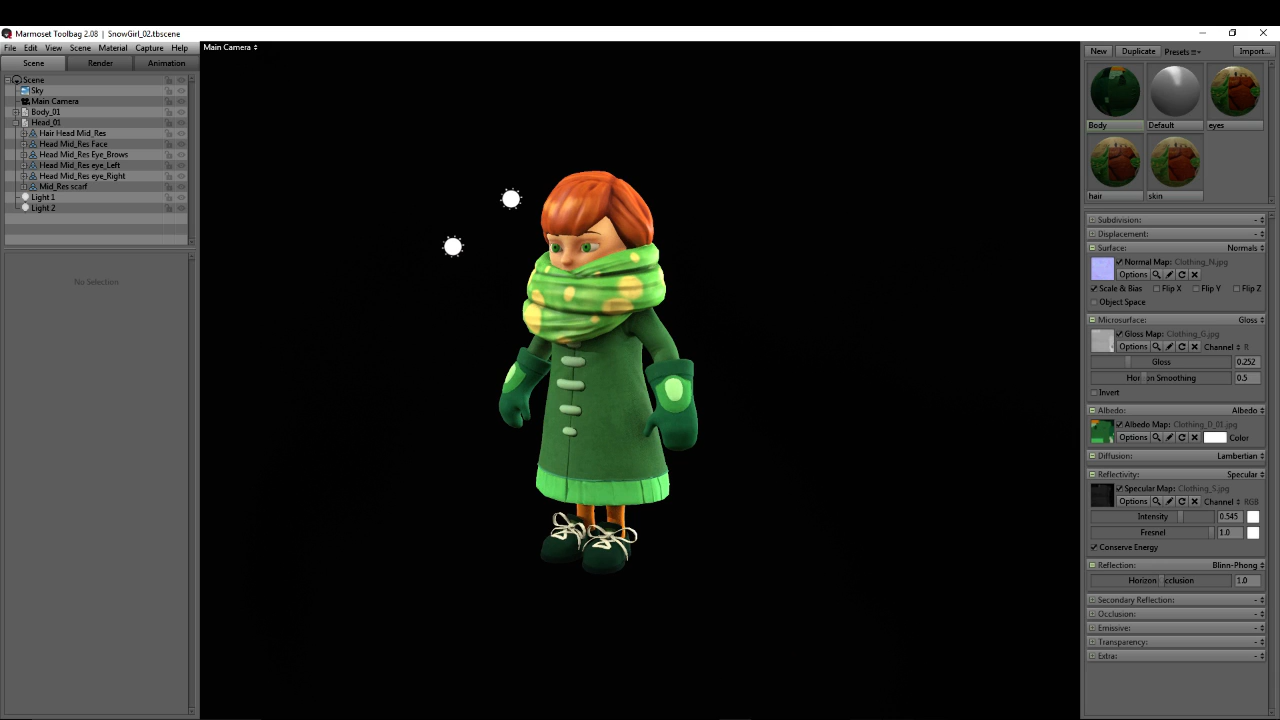 Marmoset Toolbag 2.08 | SnowGirl_02.tbscene
File Edit View Scene Material Capture Help
Scene Render Animation
Scene
Sky
Main Camera
Body_01
Head_01
Hair Head Mid_Res
Head Mid_Res Face
Head Mid_Res Eye_Brows
Head Mid_Res eye_Left
Head Mid_Res eye_Right
Mid_Res scarf
Light 1
Light 2
No Selection
Main Camera
New Duplicate Presets Import...
Body Default eyes
hair skin
Subdivision: -
Displacement: -
Surface: Normals
Normal Map: Clothing_N.jpg
Options
Scale & Bias Flip X Flip Y Flip Z
Object Space
Microsurface: Gloss
Gloss Map: Clothing_G.jpg
Options Channel R
Gloss 0.252
Horizon Smoothing 0.5
Invert
Albedo: Albedo
Albedo Map: Clothing_D_01.jpg
Options Color
Diffusion: Lambertian
Reflectivity: Specular
Specular Map: Clothing_S.jpg
Options Channel RGB
Intensity 0.545
Fresnel 1.0
Conserve Energy
Reflection: Blinn-Phong
Horizon Occlusion 1.0
Secondary Reflection: -
Occlusion: -
Emissive: -
Transparency: -
Extra: -